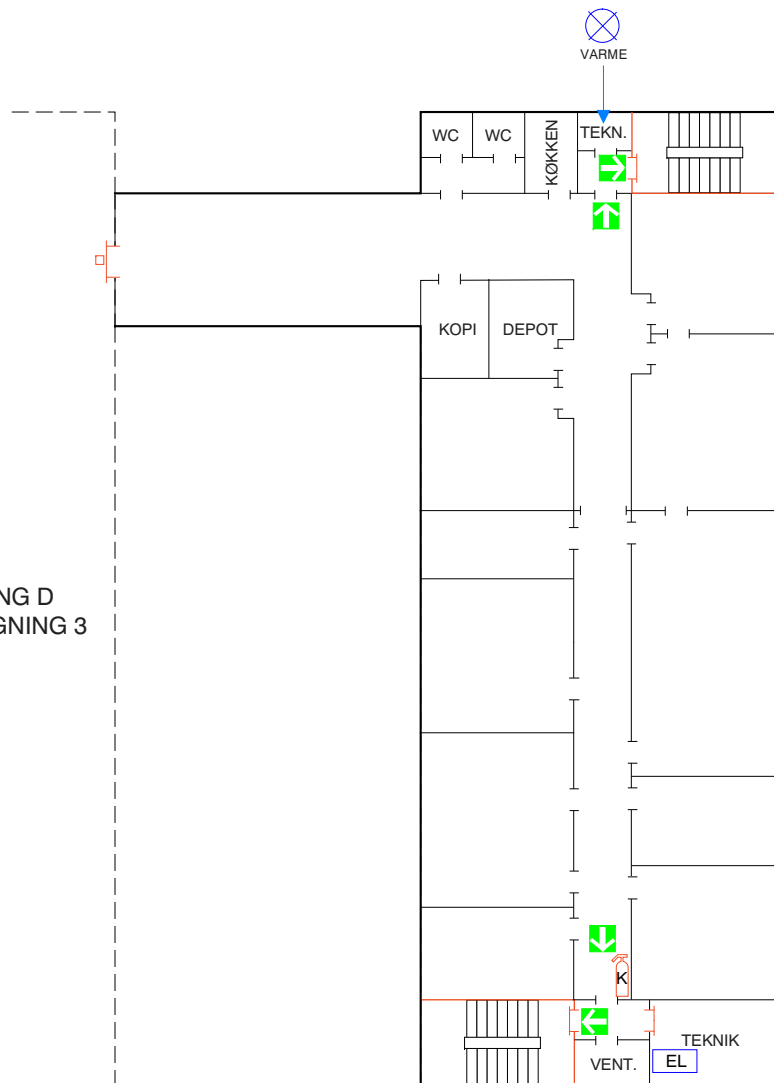 VARME
WC
WC
KØKKEN
TEKN.
KOPI
DEPOT
NG D
GNING 3
K
TEKNIK
VENT.
EL